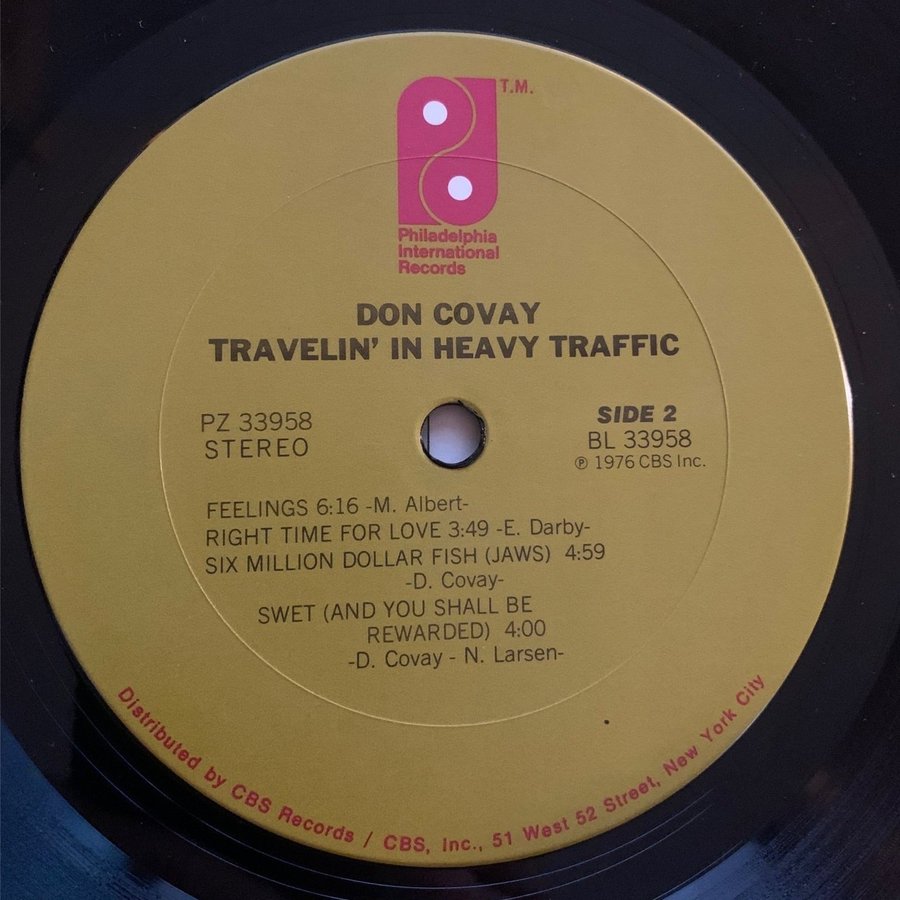 T.M.
Philadelphia
International
Records
DON COVAY
TRAVELIN' IN HEAVY TRAFFIC
PZ 33958
STEREO
SIDE 2
BL 33958
℗ 1976 CBS Inc.
FEELINGS 6:16 -M. Albert-
RIGHT TIME FOR LOVE 3:49 -E. Darby-
SIX MILLION DOLLAR FISH (JAWS) 4:59
-D. Covay-
SWET (AND YOU SHALL BE
REWARDED) 4:00
-D. Covay - N. Larsen-
Distributed by CBS Records / CBS, Inc., 51 West 52 Street, New York City